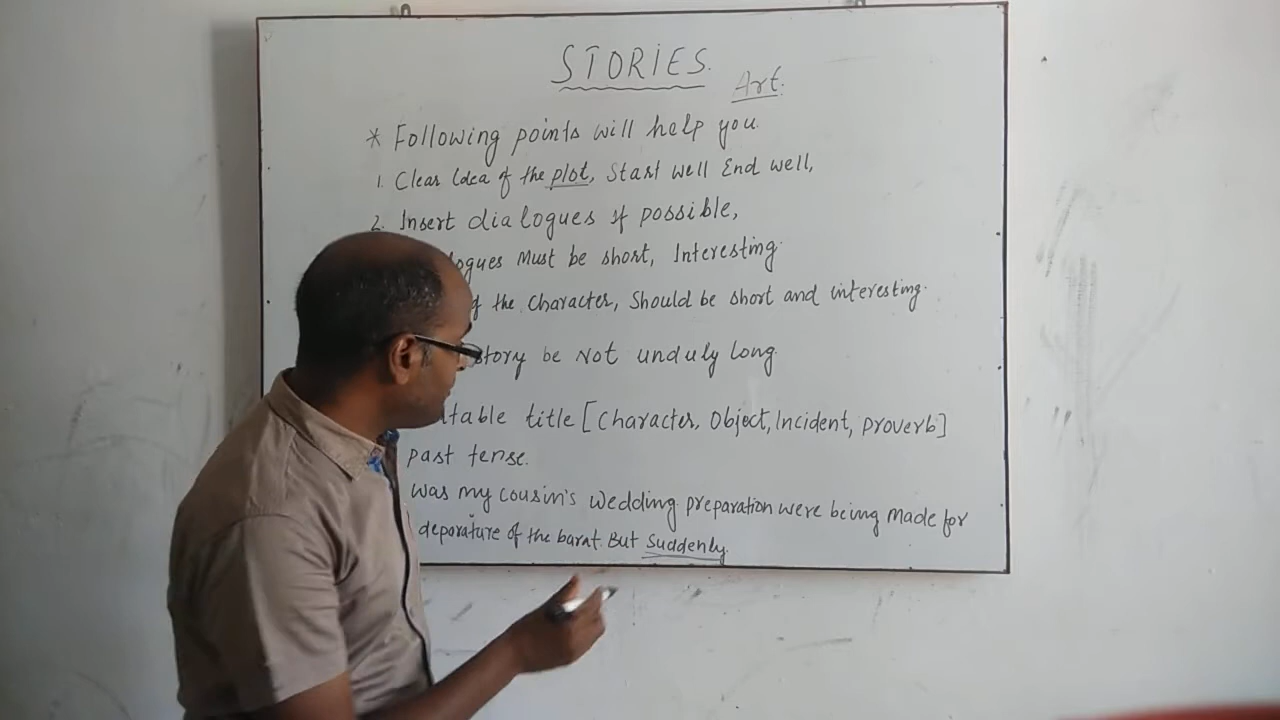 STORIES.
Art.
* Following points will help you.
1. Clear Idea of the plot, Start well End well,
2. Insert dialogues if possible,
logues Must be short, Interesting
the Character, Should be short and interesting.
story be Not unduly long.
table title [Character, Object, Incident, proverb]
past tense.
was my cousin's wedding preparation were being made for
deporature of the barat. But suddenly.